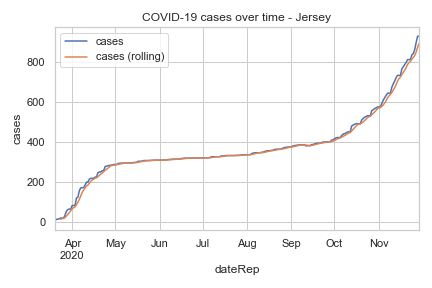 COVID-19 cases over time - Jersey
cases
cases (rolling)
800
600
400
200
0
cases
Apr
2020
May
Jun
Jul
Aug
Sep
Oct
Nov
dateRep